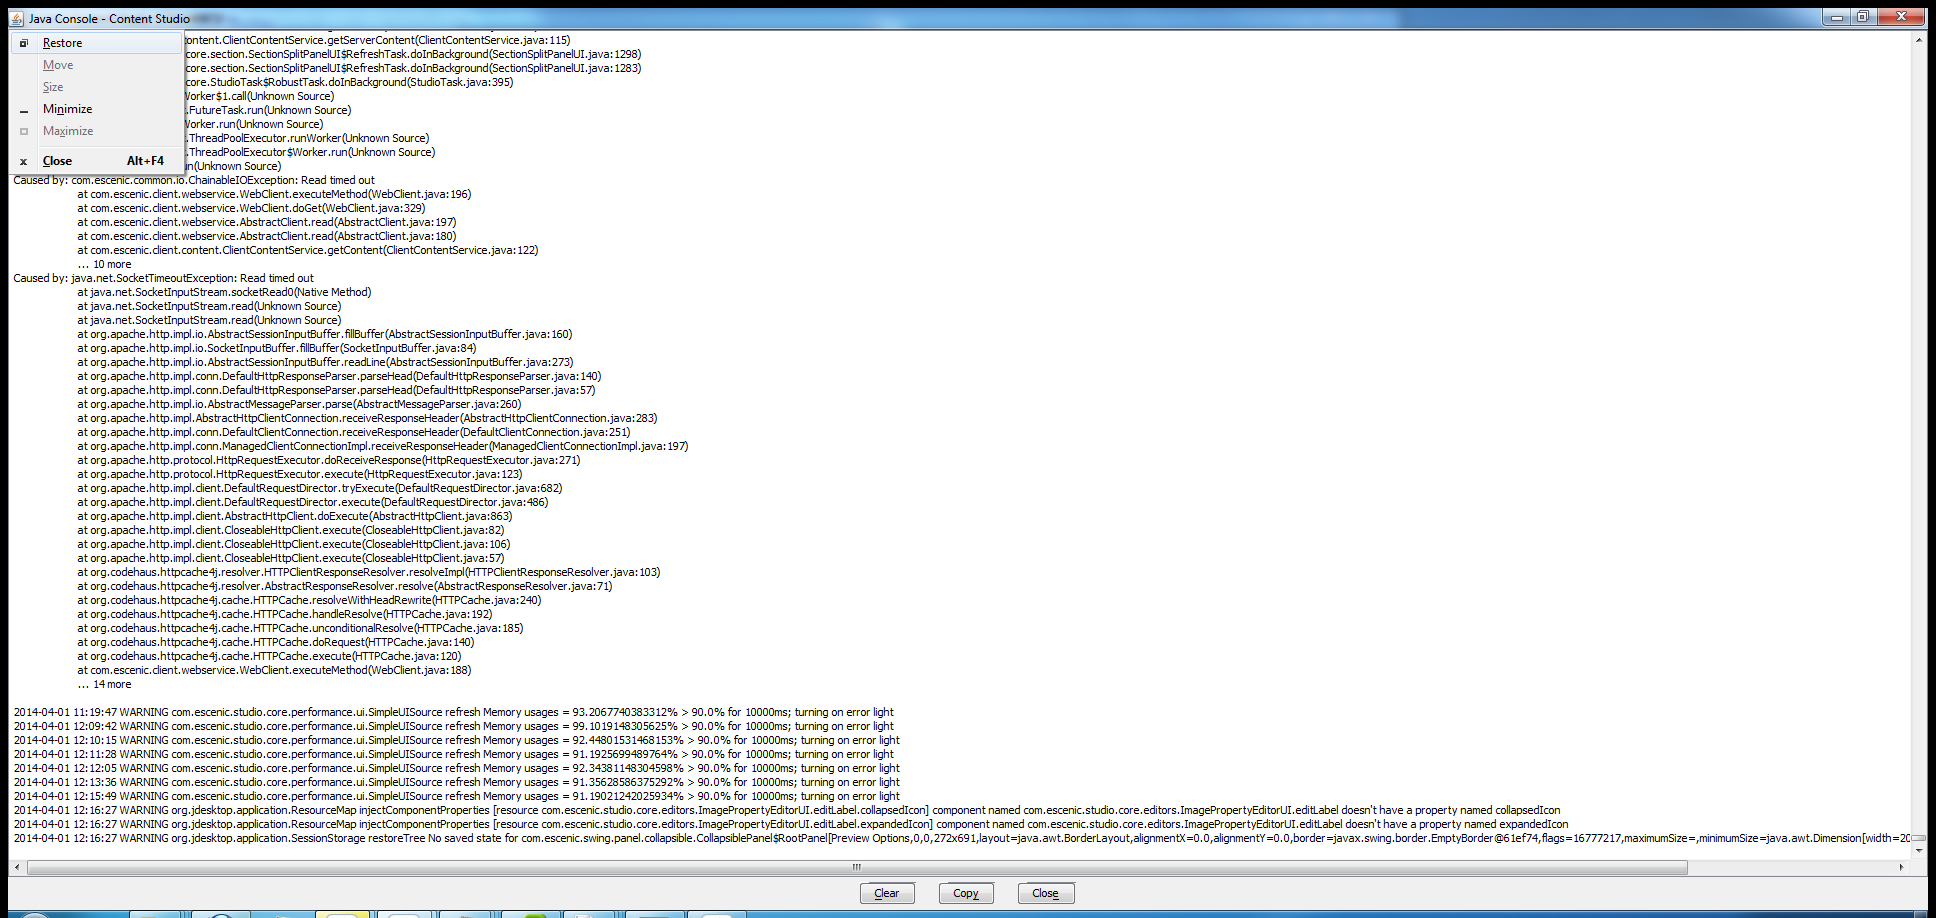 Java Console - Content Studio
Restore
Move
Size
Minimize
Maximize
Close Alt+F4
ontent.ClientContentService.getServerContent(ClientContentService.java:115)
core.section.SectionSplitPanelUI$RefreshTask.doInBackground(SectionSplitPanelUI.java:1298)
core.section.SectionSplitPanelUI$RefreshTask.doInBackground(SectionSplitPanelUI.java:1283)
core.StudioTask$RobustTask.doInBackground(StudioTask.java:395)
Worker$1.call(Unknown Source)
.FutureTask.run(Unknown Source)
Worker.run(Unknown Source)
.ThreadPoolExecutor.runWorker(Unknown Source)
.ThreadPoolExecutor$Worker.run(Unknown Source)
un(Unknown Source)
Caused by: com.escenic.common.io.ChainableIOException: Read timed out
at com.escenic.client.webservice.WebClient.executeMethod(WebClient.java:196)
at com.escenic.client.webservice.WebClient.doGet(WebClient.java:329)
at com.escenic.client.webservice.AbstractClient.read(AbstractClient.java:197)
at com.escenic.client.webservice.AbstractClient.read(AbstractClient.java:180)
at com.escenic.client.content.ClientContentService.getContent(ClientContentService.java:122)
... 10 more
Caused by: java.net.SocketTimeoutException: Read timed out
at java.net.SocketInputStream.socketRead0(Native Method)
at java.net.SocketInputStream.read(Unknown Source)
at java.net.SocketInputStream.read(Unknown Source)
at org.apache.http.impl.io.AbstractSessionInputBuffer.fillBuffer(AbstractSessionInputBuffer.java:160)
at org.apache.http.impl.io.SocketInputBuffer.fillBuffer(SocketInputBuffer.java:84)
at org.apache.http.impl.io.AbstractSessionInputBuffer.readLine(AbstractSessionInputBuffer.java:273)
at org.apache.http.impl.conn.DefaultHttpResponseParser.parseHead(DefaultHttpResponseParser.java:140)
at org.apache.http.impl.conn.DefaultHttpResponseParser.parseHead(DefaultHttpResponseParser.java:57)
at org.apache.http.impl.io.AbstractMessageParser.parse(AbstractMessageParser.java:260)
at org.apache.http.impl.AbstractHttpClientConnection.receiveResponseHeader(AbstractHttpClientConnection.java:283)
at org.apache.http.impl.conn.DefaultClientConnection.receiveResponseHeader(DefaultClientConnection.java:251)
at org.apache.http.impl.conn.ManagedClientConnectionImpl.receiveResponseHeader(ManagedClientConnectionImpl.java:197)
at org.apache.http.protocol.HttpRequestExecutor.doReceiveResponse(HttpRequestExecutor.java:271)
at org.apache.http.protocol.HttpRequestExecutor.execute(HttpRequestExecutor.java:123)
at org.apache.http.impl.client.DefaultRequestDirector.tryExecute(DefaultRequestDirector.java:682)
at org.apache.http.impl.client.DefaultRequestDirector.execute(DefaultRequestDirector.java:486)
at org.apache.http.impl.client.AbstractHttpClient.doExecute(AbstractHttpClient.java:863)
at org.apache.http.impl.client.CloseableHttpClient.execute(CloseableHttpClient.java:82)
at org.apache.http.impl.client.CloseableHttpClient.execute(CloseableHttpClient.java:106)
at org.apache.http.impl.client.CloseableHttpClient.execute(CloseableHttpClient.java:57)
at org.codehaus.httpcache4j.resolver.HTTPClientResponseResolver.resolveImpl(HTTPClientResponseResolver.java:103)
at org.codehaus.httpcache4j.resolver.AbstractResponseResolver.resolve(AbstractResponseResolver.java:71)
at org.codehaus.httpcache4j.cache.HTTPCache.resolveWithHeadRewrite(HTTPCache.java:240)
at org.codehaus.httpcache4j.cache.HTTPCache.handleResolve(HTTPCache.java:192)
at org.codehaus.httpcache4j.cache.HTTPCache.unconditionalResolve(HTTPCache.java:185)
at org.codehaus.httpcache4j.cache.HTTPCache.doRequest(HTTPCache.java:140)
at org.codehaus.httpcache4j.cache.HTTPCache.execute(HTTPCache.java:120)
at com.escenic.client.webservice.WebClient.executeMethod(WebClient.java:188)
... 14 more
2014-04-01 11:19:47 WARNING com.escenic.studio.core.performance.ui.SimpleUISource refresh Memory usages = 93.2067740383312% > 90.0% for 10000ms; turning on error light
2014-04-01 12:09:42 WARNING com.escenic.studio.core.performance.ui.SimpleUISource refresh Memory usages = 99.1019148305625% > 90.0% for 10000ms; turning on error light
2014-04-01 12:10:15 WARNING com.escenic.studio.core.performance.ui.SimpleUISource refresh Memory usages = 92.44801531468153% > 90.0% for 10000ms; turning on error light
2014-04-01 12:11:28 WARNING com.escenic.studio.core.performance.ui.SimpleUISource refresh Memory usages = 91.1925699489764% > 90.0% for 10000ms; turning on error light
2014-04-01 12:12:05 WARNING com.escenic.studio.core.performance.ui.SimpleUISource refresh Memory usages = 92.34381148304598% > 90.0% for 10000ms; turning on error light
2014-04-01 12:13:36 WARNING com.escenic.studio.core.performance.ui.SimpleUISource refresh Memory usages = 91.35628586375292% > 90.0% for 10000ms; turning on error light
2014-04-01 12:15:49 WARNING com.escenic.studio.core.performance.ui.SimpleUISource refresh Memory usages = 91.19021242025934% > 90.0% for 10000ms; turning on error light
2014-04-01 12:16:27 WARNING org.jdesktop.application.ResourceMap injectComponentProperties [resource com.escenic.studio.core.editors.ImagePropertyEditorUI.editLabel.collapsedIcon] component named com.escenic.studio.core.editors.ImagePropertyEditorUI.editLabel doesn't have a property named collapsedIcon
2014-04-01 12:16:27 WARNING org.jdesktop.application.ResourceMap injectComponentProperties [resource com.escenic.studio.core.editors.ImagePropertyEditorUI.editLabel.expandedIcon] component named com.escenic.studio.core.editors.ImagePropertyEditorUI.editLabel doesn't have a property named expandedIcon
2014-04-01 12:16:27 WARNING org.jdesktop.application.SessionStorage restoreTree No saved state for com.escenic.swing.panel.collapsible.CollapsiblePanel$RootPanel[Preview Options,0,0,272x691,layout=java.awt.BorderLayout,alignmentX=0.0,alignmentY=0.0,border=javax.swing.border.EmptyBorder@61ef74,flags=16777217,maximumSize=,minimumSize=java.awt.Dimension[width=20
Clear
Copy
Close